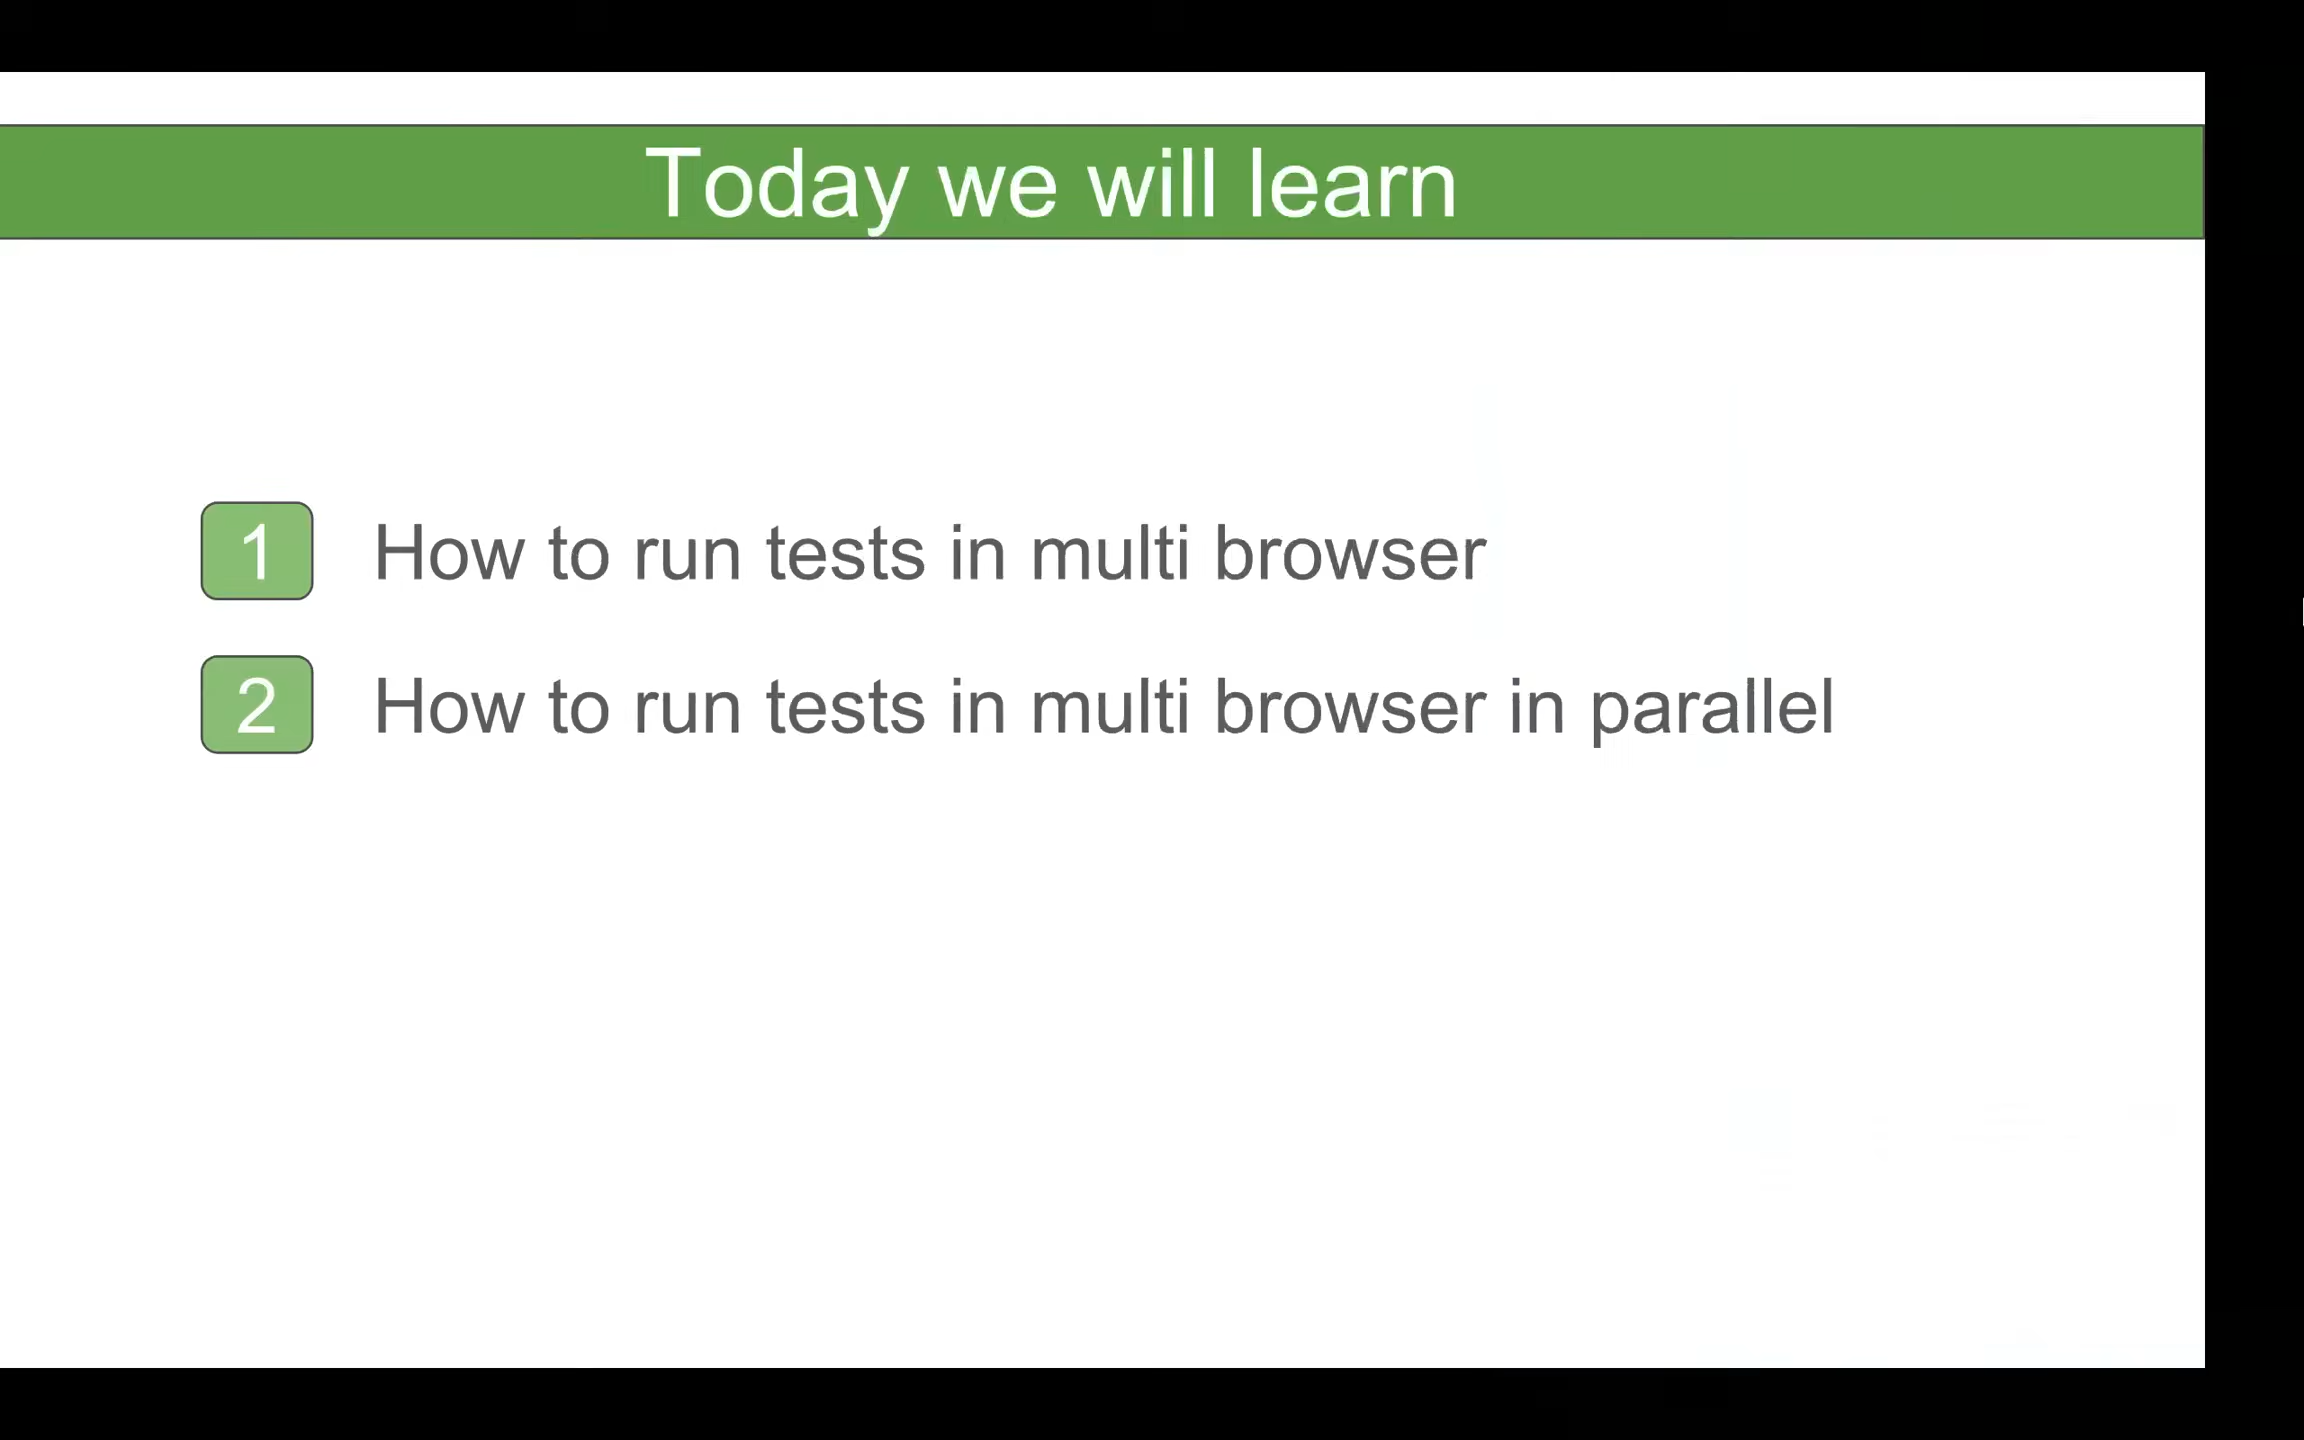 Today we will learn
1 How to run tests in multi browser
2 How to run tests in multi browser in parallel